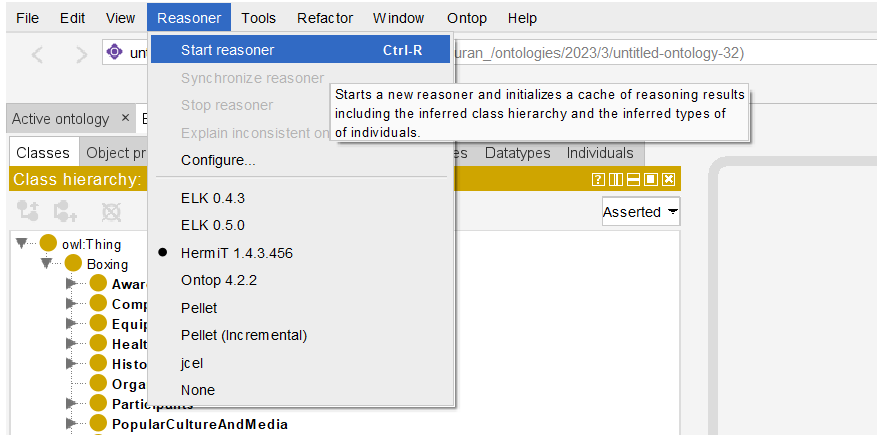 File Edit View Reasoner Tools Refactor Window Ontop Help
Start reasoner Ctrl-R
unt uran_/ontologies/2023/3/untitled-ontology-32)
Synchronize reasoner
Stop reasoner
Explain inconsistent on
Configure...
Starts a new reasoner and initializes a cache of reasoning results
including the inferred class hierarchy and the inferred types of
of individuals.
Active ontology × E
Classes Object pr es Datatypes Individuals
Class hierarchy:
Asserted
ELK 0.4.3
ELK 0.5.0
HermiT 1.4.3.456
Ontop 4.2.2
Pellet
Pellet (Incremental)
jcel
None
owl:Thing
Boxing
Awar
Comp
Equip
Healt
Histo
Orga
Participants
PopularCultureAndMedia